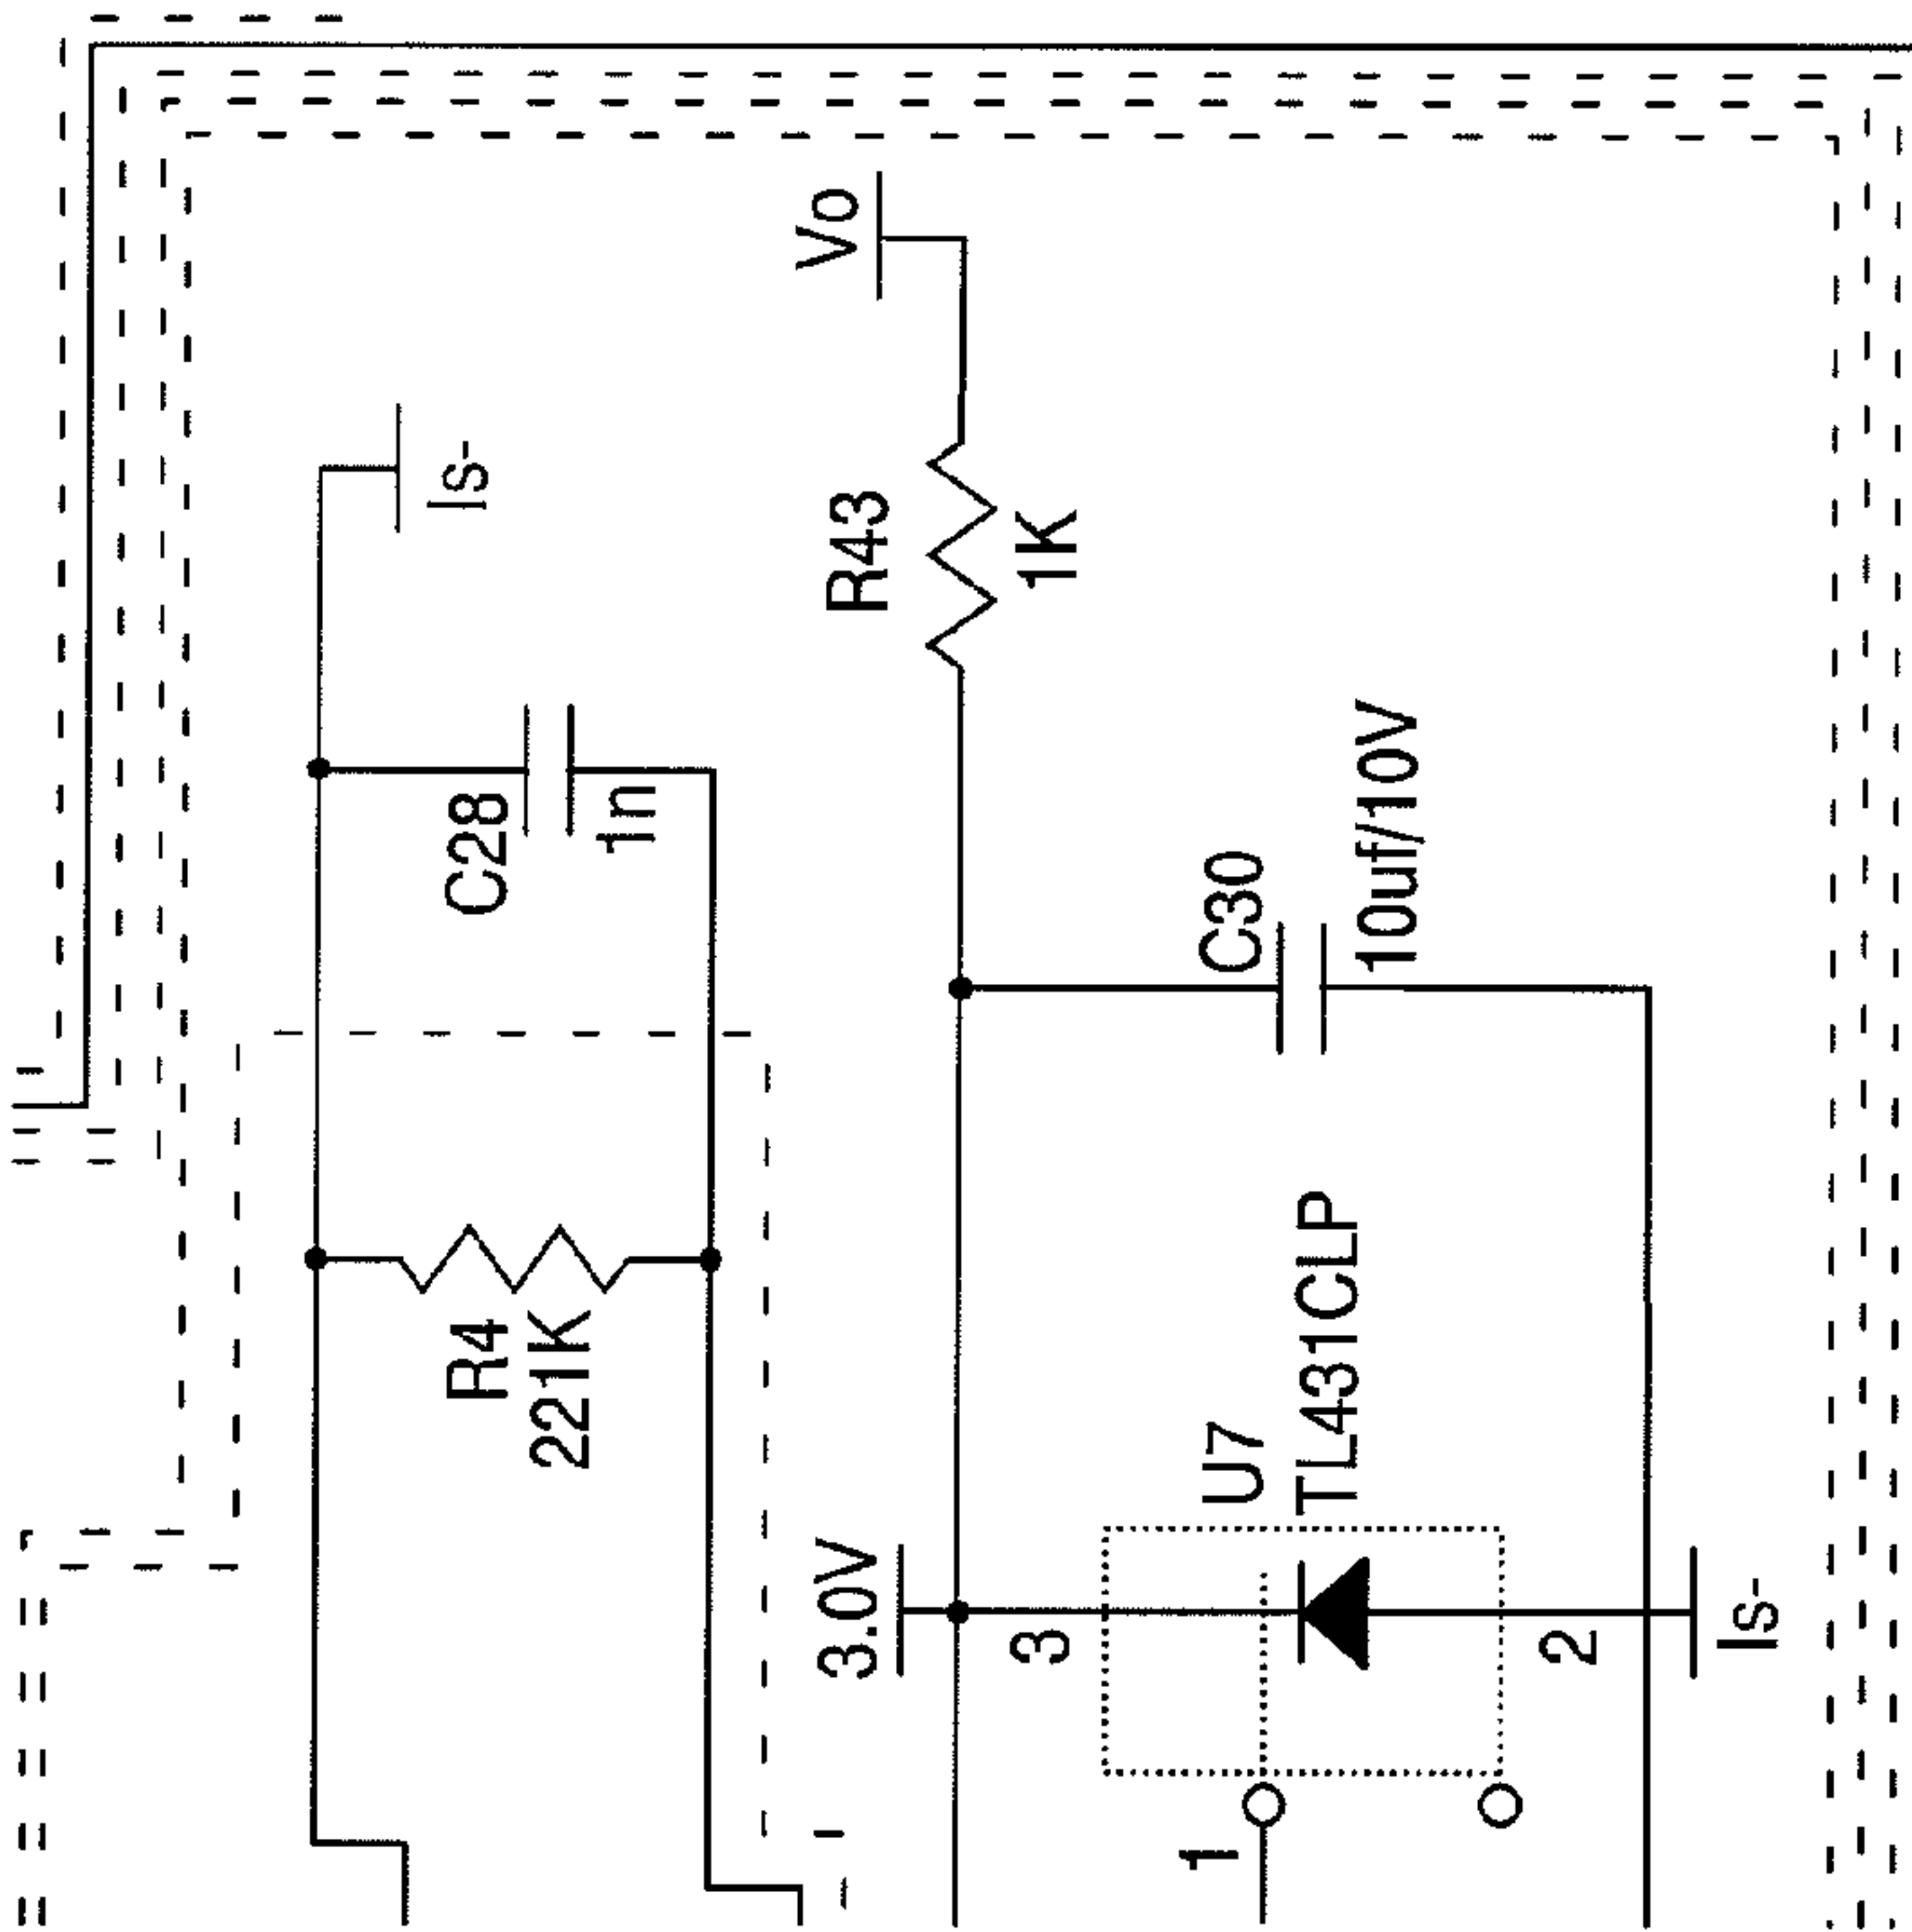 Is-
C28
1n
R4
221K
Vo
R43
1K
3.0V
3
C30
10uf/10V
U7
TL431CLP
1
2
Is-